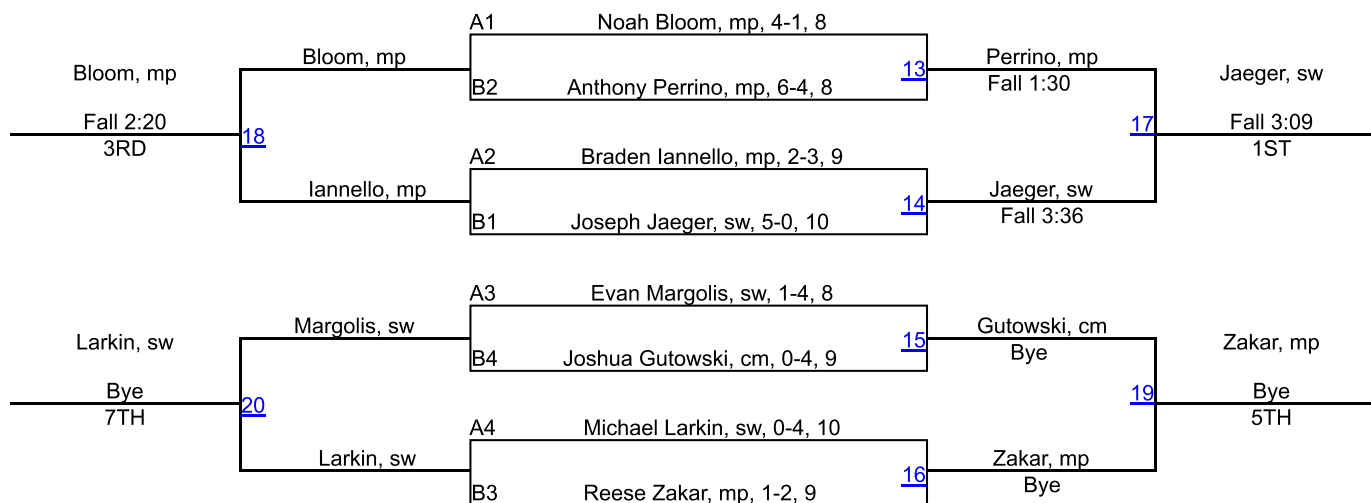 A1 Noah Bloom, mp, 4-1, 8
Bloom, mp Perrino, mp
Bloom, mp 13 Jaeger, sw
B2 Anthony Perrino, mp, 6-4, 8 Fall 1:30
Fall 2:20 18 17 Fall 3:09
3RD 1ST
A2 Braden Iannello, mp, 2-3, 9
Iannello, mp 14 Jaeger, sw
B1 Joseph Jaeger, sw, 5-0, 10 Fall 3:36
A3 Evan Margolis, sw, 1-4, 8
Margolis, sw Gutowski, cm
Larkin, sw 15 Zakar, mp
B4 Joshua Gutowski, cm, 0-4, 9 Bye
Bye 20 19 Bye
7TH 5TH
A4 Michael Larkin, sw, 0-4, 10
Larkin, sw 16 Zakar, mp
B3 Reese Zakar, mp, 1-2, 9 Bye